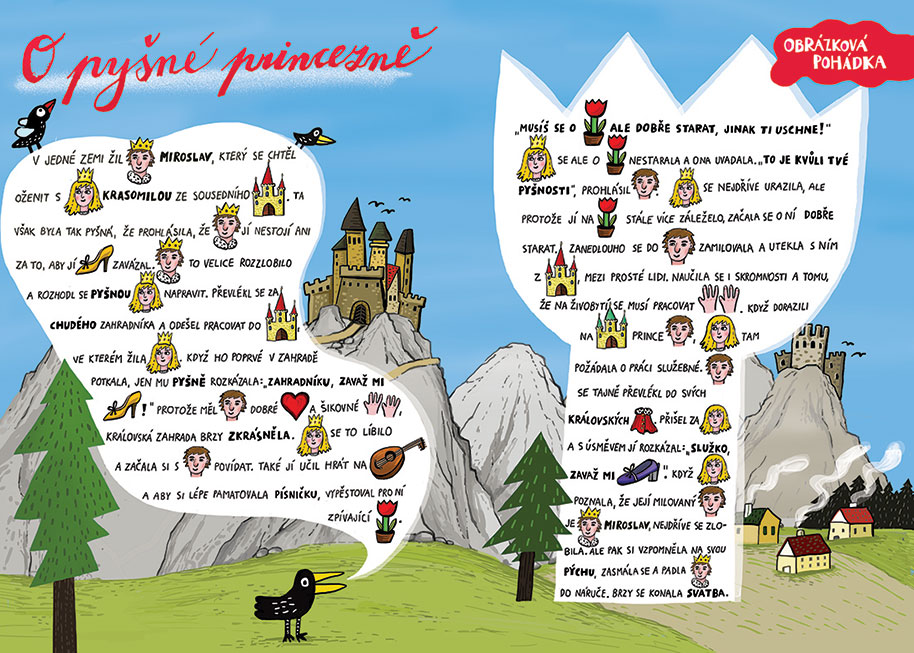 O pyšné princezně
OBRÁZKOVÁ
POHÁDKA
V JEDNÉ ZEMI ŽIL MIROSLAV, KTERÝ SE CHTĚL
OŽENIT S KRASOMILOU ZE SOUSEDNÍHO . TA
VŠAK BYLA TAK PYŠNÁ, ŽE PROHLÁSILA, ŽE JÍ NESTOJÍ ANI
ZA TO, ABY JÍ ZAVÁZAL. TO VELICE ROZZLOBILO
A ROZHODL SE PYŠNOU NAPRAVIT. PŘEVLÉKL SE ZA
CHUDÉHO ZAHRADNÍKA A ODEŠEL PRACOVAT DO ,
VE KTERÉM ŽILA . KDYŽ HO POPRVÉ V ZAHRADĚ
POTKALA, JEN MU PYŠNĚ ROZKÁZALA: „ZAHRADNÍKU, ZAVAŽ MI
!" PROTOŽE MĚL DOBRÉ A ŠIKOVNÉ ,
KRÁLOVSKÁ ZAHRADA BRZY ZKRÁSNĚLA. SE TO LÍBILO
A ZAČALA SI S POVÍDAT. TAKÉ JÍ UČIL HRÁT NA
A ABY SI LÉPE PAMATOVALA PÍSNIČKU, VYPĚSTOVAL PRO NÍ
ZPÍVAJÍCÍ .
„MUSÍŠ SE O ALE DOBŘE STARAT, JINAK TI USCHNE!"
SE ALE O NESTARALA A ONA UVADALA. „TO JE KVŮLI TVÉ
PYŠNOSTI", PROHLÁSIL . SE NEJDŘÍVE URAZILA, ALE
PROTOŽE JÍ NA STÁLE VÍCE ZÁLEŽELO, ZAČALA SE O NÍ DOBŘE
STARAT. ZANEDLOUHO SE DO ZAMILOVALA A UTEKLA S NÍM
Z , MEZI PROSTÉ LIDI. NAUČILA SE I SKROMNOSTI A TOMU,
ŽE NA ŽIVOBYTÍ SE MUSÍ PRACOVAT . KDYŽ DORAZILI
NA PRINCE , TAM
POŽÁDALA O PRÁCI SLUŽEBNÉ.
SE TAJNĚ PŘEVLÉKL DO SVÝCH
KRÁLOVSKÝCH , PŘIŠEL ZA
A S ÚSMĚVEM JÍ ROZKÁZAL: „SLUŽKO,
ZAVAŽ MI ". KDYŽ
POZNALA, ŽE JEJÍ MILOVANÝ
JE MIROSLAV, NEJDŘÍVE SE ZLO-
BILA. ALE PAK SI VZPOMNĚLA NA SVOU
PÝCHU, ZASMÁLA SE A PADLA
DO NÁRUČE. BRZY SE KONALA SVATBA.